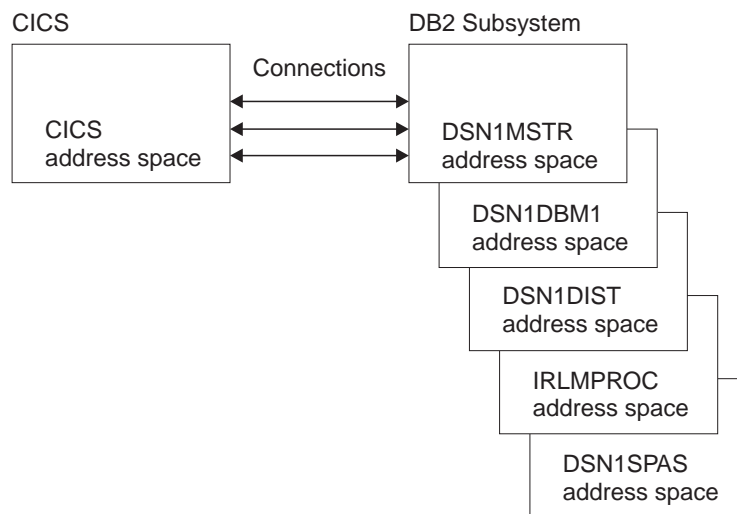 CICS
DB2 Subsystem
Connections
CICS
address space
DSN1MSTR
address space
DSN1DBM1
address space
DSN1DIST
address space
IRLMPROC
address space
DSN1SPAS
address space